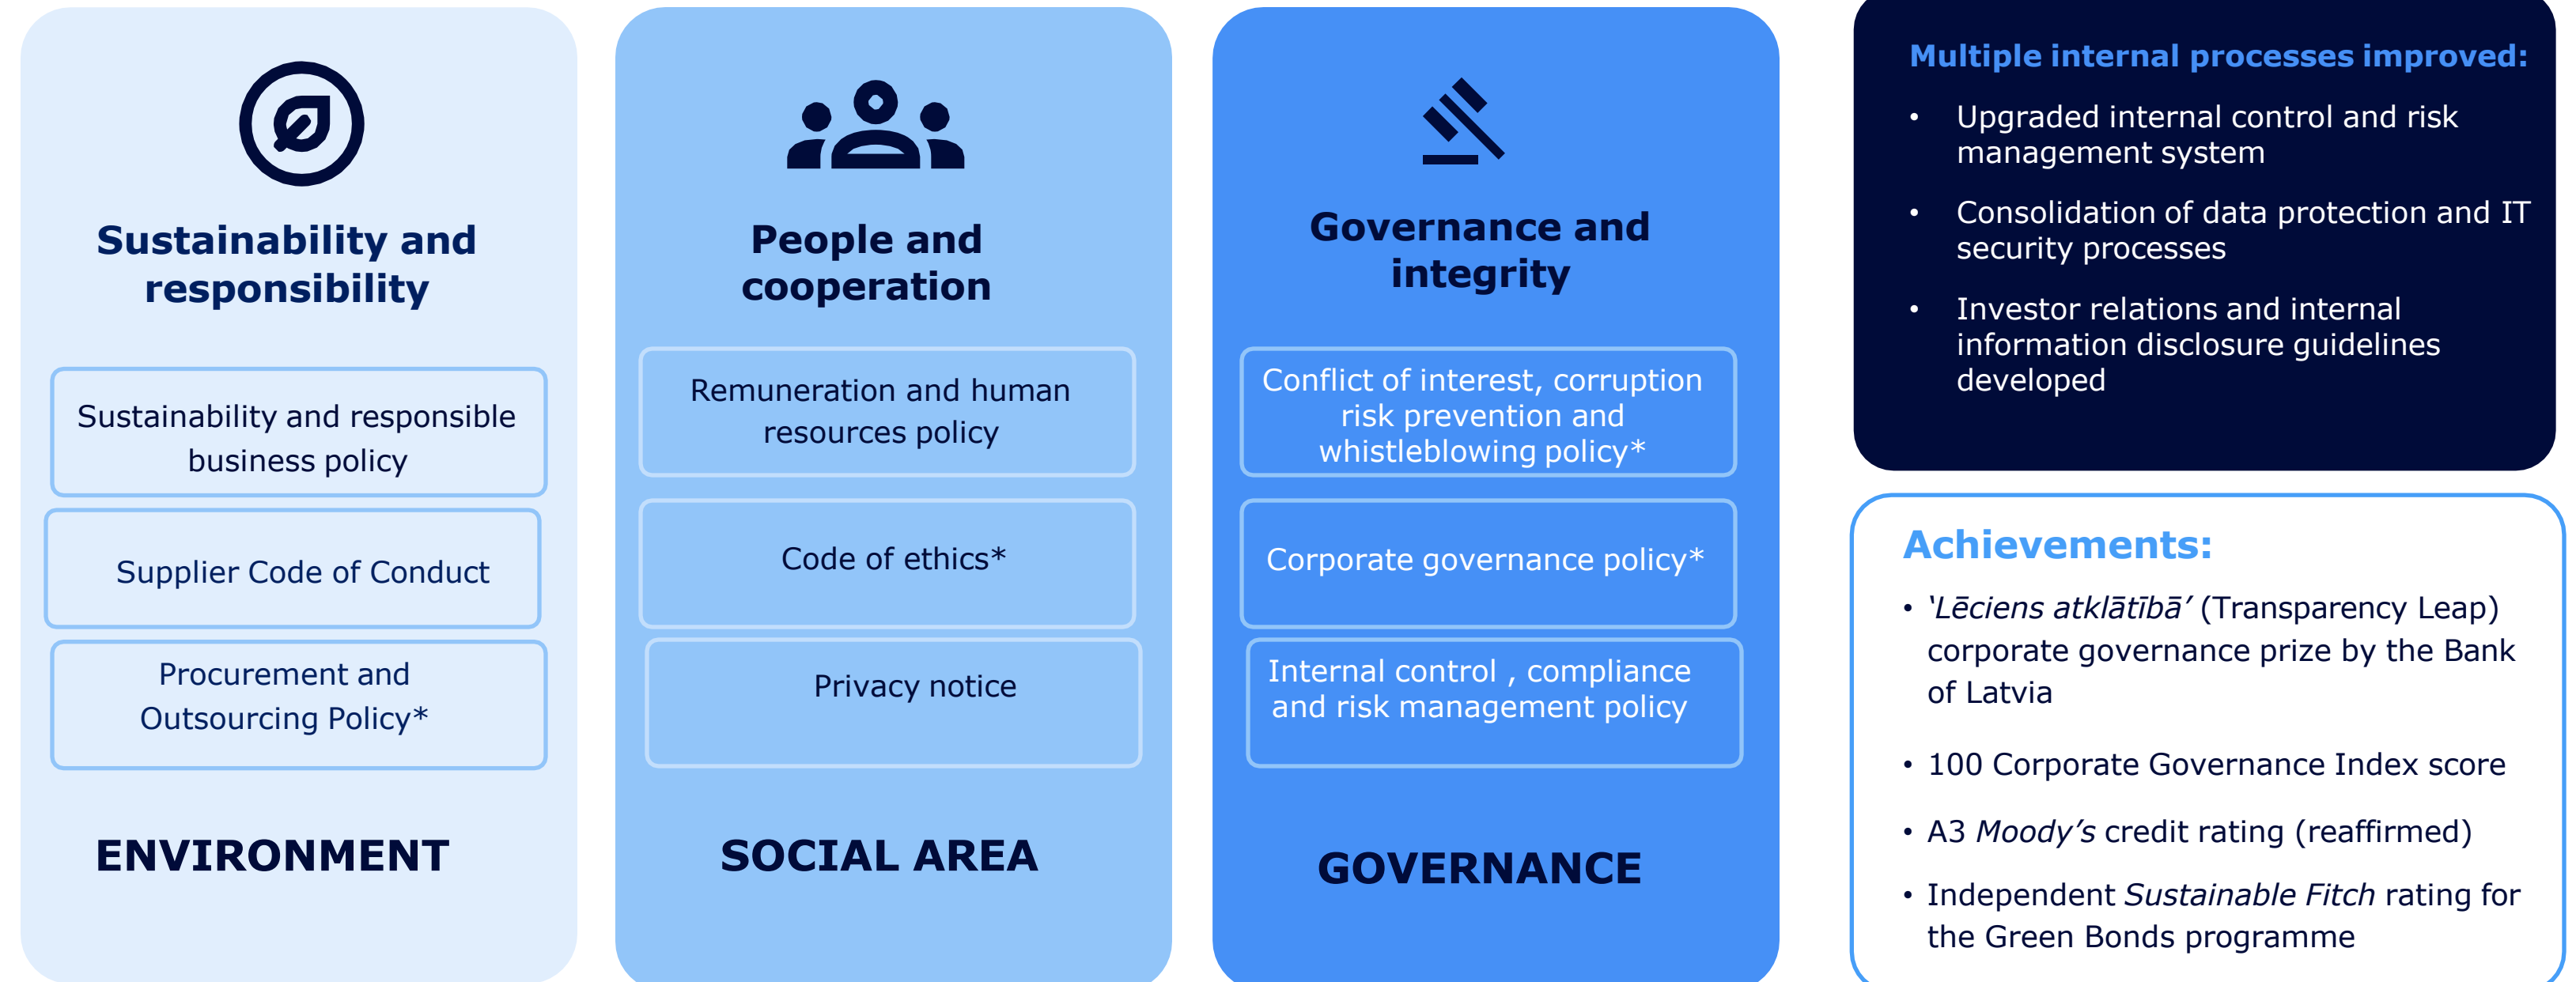 Sustainability and
responsibility
Sustainability and responsible
business policy
Supplier Code of Conduct
Procurement and
Outsourcing Policy*
ENVIRONMENT
People and
cooperation
Remuneration and human
resources policy
Code of ethics*
Privacy notice
SOCIAL AREA
Governance and
integrity
Conflict of interest, corruption
risk prevention and
whistleblowing policy*
Corporate governance policy*
Internal control , compliance
and risk management policy
GOVERNANCE
Multiple internal processes improved:
• Upgraded internal control and risk
management system
• Consolidation of data protection and IT
security processes
• Investor relations and internal
information disclosure guidelines
developed
Achievements:
• ‛Lēciens atklātībā’ (Transparency Leap)
corporate governance prize by the Bank
of Latvia
• 100 Corporate Governance Index score
• A3 Moody’s credit rating (reaffirmed)
• Independent Sustainable Fitch rating for
the Green Bonds programme